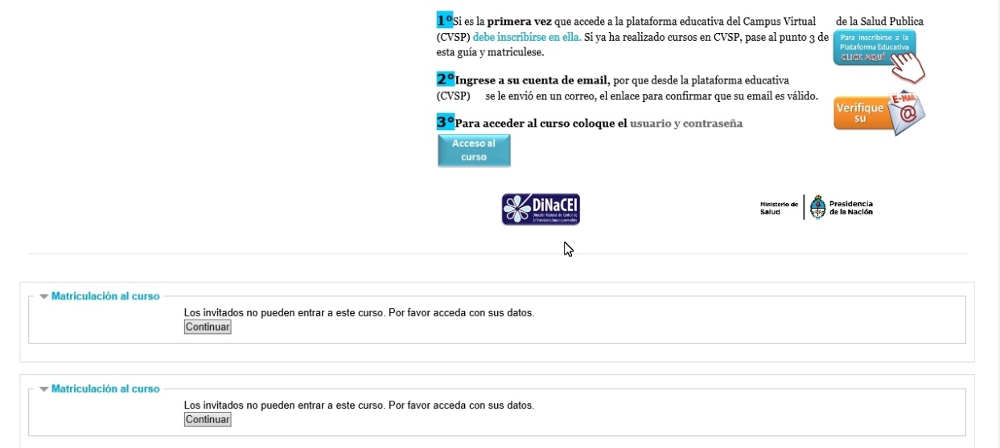 1º Si es la primera vez que accede a la plataforma educativa del Campus Virtual de la Salud Publica
(CVSP) debe inscribirse en ella. Si ya ha realizado cursos en CVSP, pase al punto 3 de
esta guía y matriculese.
Para inscribirse a la
Plataforma Educativa
CLICK AQUÍ
2º Ingrese a su cuenta de email, por que desde la plataforma educativa
(CVSP) se le envió en un correo, el enlace para confirmar que su email es válido.
Verifique
su
E-MAIL
@
3º Para acceder al curso coloque el usuario y contraseña
Acceso al
curso
DiNaCEI
Ministerio de
Salud
Presidencia
de la Nación
Matriculación al curso
Los invitados no pueden entrar a este curso. Por favor acceda con sus datos.
Continuar
Matriculación al curso
Los invitados no pueden entrar a este curso. Por favor acceda con sus datos.
Continuar